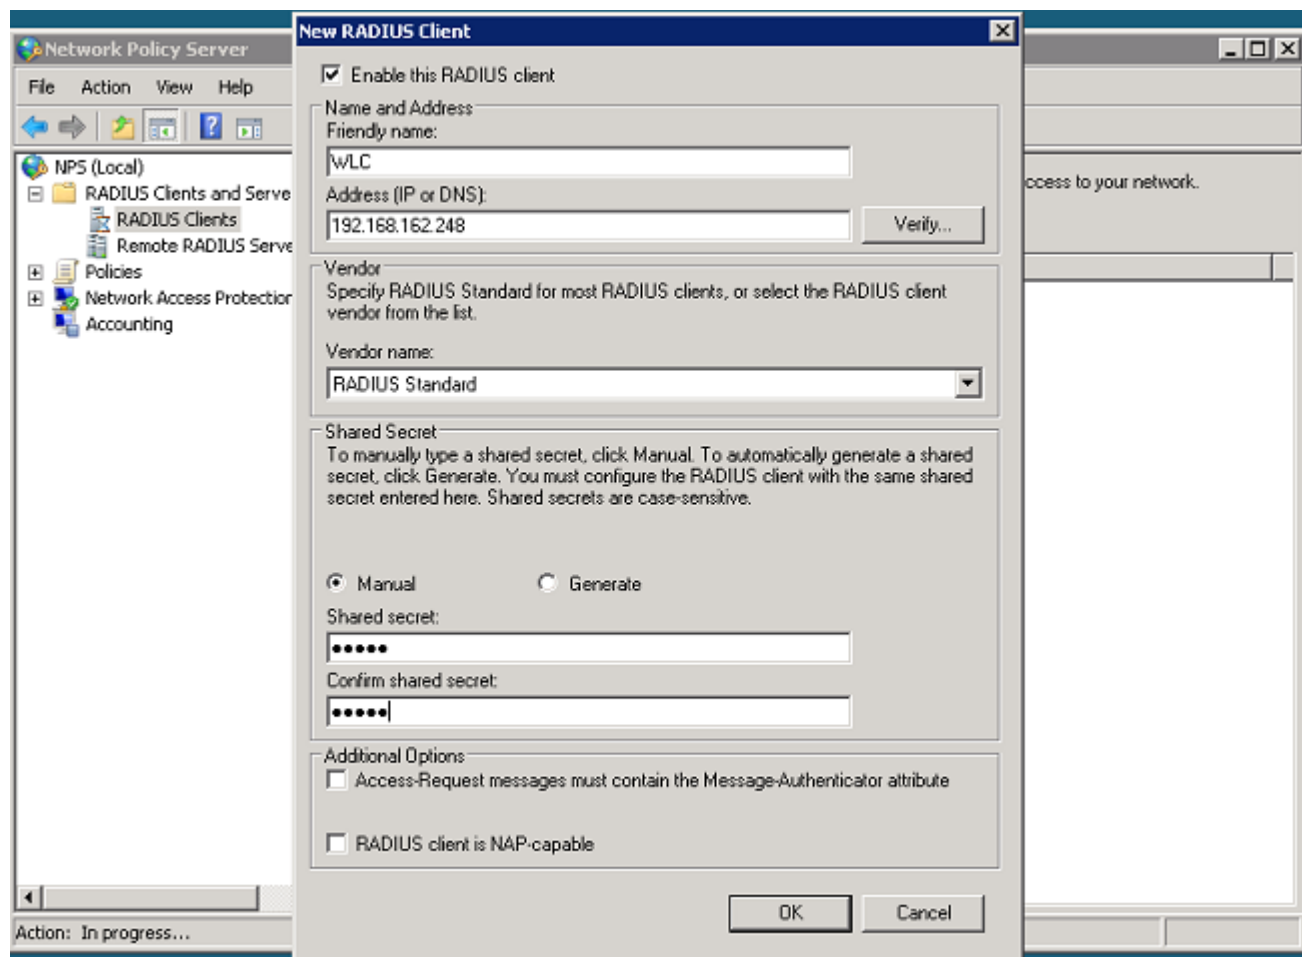 New RADIUS Client
Network Policy Server
File Action View Help
NPS (Local)
RADIUS Clients and Serve
RADIUS Clients
Remote RADIUS Serve
Policies
Network Access Protection
Accounting
Enable this RADIUS client
Name and Address
Friendly name:
WLC
Address (IP or DNS):
192.168.162.248
Verify...
Vendor
Specify RADIUS Standard for most RADIUS clients, or select the RADIUS client
vendor from the list.
Vendor name:
RADIUS Standard
Shared Secret
To manually type a shared secret, click Manual. To automatically generate a shared
secret, click Generate. You must configure the RADIUS client with the same shared
secret entered here. Shared secrets are case-sensitive.
Manual
Generate
Shared secret:
●●●●●
Confirm shared secret:
●●●●●
Additional Options
Access-Request messages must contain the Message-Authenticator attribute
RADIUS client is NAP-capable
OK
Cancel
ccess to your network.
Action: In progress...